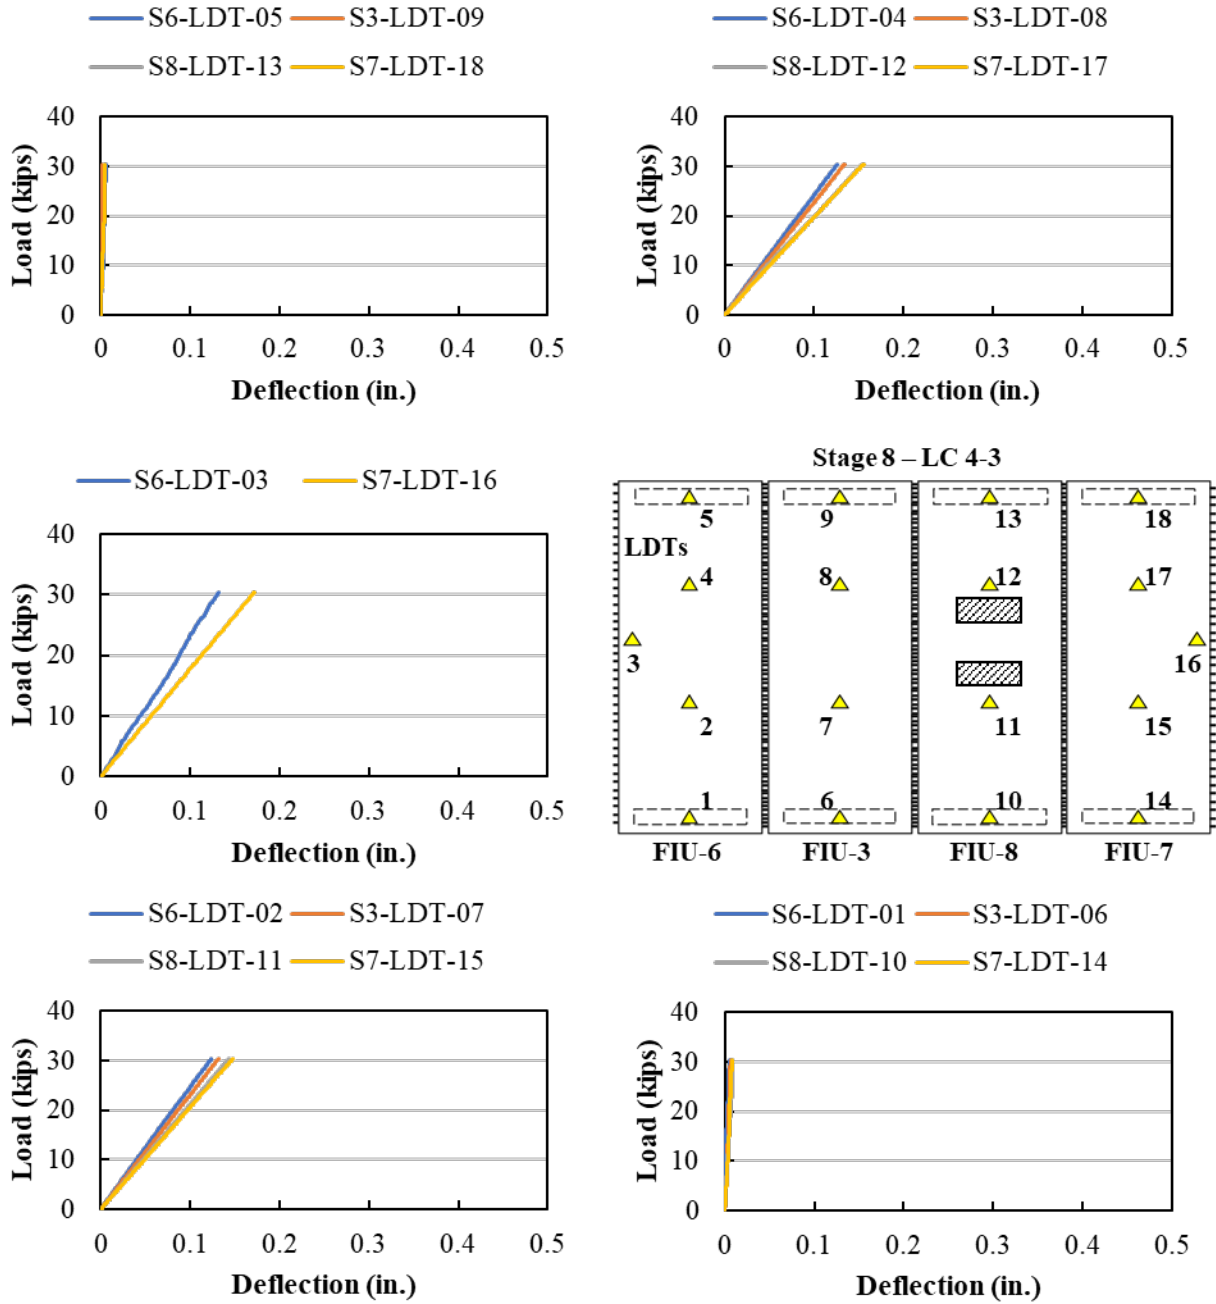 S6-LDT-05 S3-LDT-09
S8-LDT-13 S7-LDT-18
40
30
20
10
0
Load (kips)
0 0.1 0.2 0.3 0.4 0.5
Deflection (in.)
S6-LDT-04 S3-LDT-08
S8-LDT-12 S7-LDT-17
40
30
20
10
0
Load (kips)
0 0.1 0.2 0.3 0.4 0.5
Deflection (in.)
S6-LDT-03 S7-LDT-16
40
30
20
10
0
Load (kips)
0 0.1 0.2 0.3 0.4 0.5
Deflection (in.)
Stage 8 – LC 4-3
5 9 13 18
LDTs
4 8 12 17
3 16
2 7 11 15
1 6 10 14
FIU-6 FIU-3 FIU-8 FIU-7
S6-LDT-02 S3-LDT-07
S8-LDT-11 S7-LDT-15
40
30
20
10
0
Load (kips)
0 0.1 0.2 0.3 0.4 0.5
Deflection (in.)
S6-LDT-01 S3-LDT-06
S8-LDT-10 S7-LDT-14
40
30
20
10
0
Load (kips)
0 0.1 0.2 0.3 0.4 0.5
Deflection (in.)